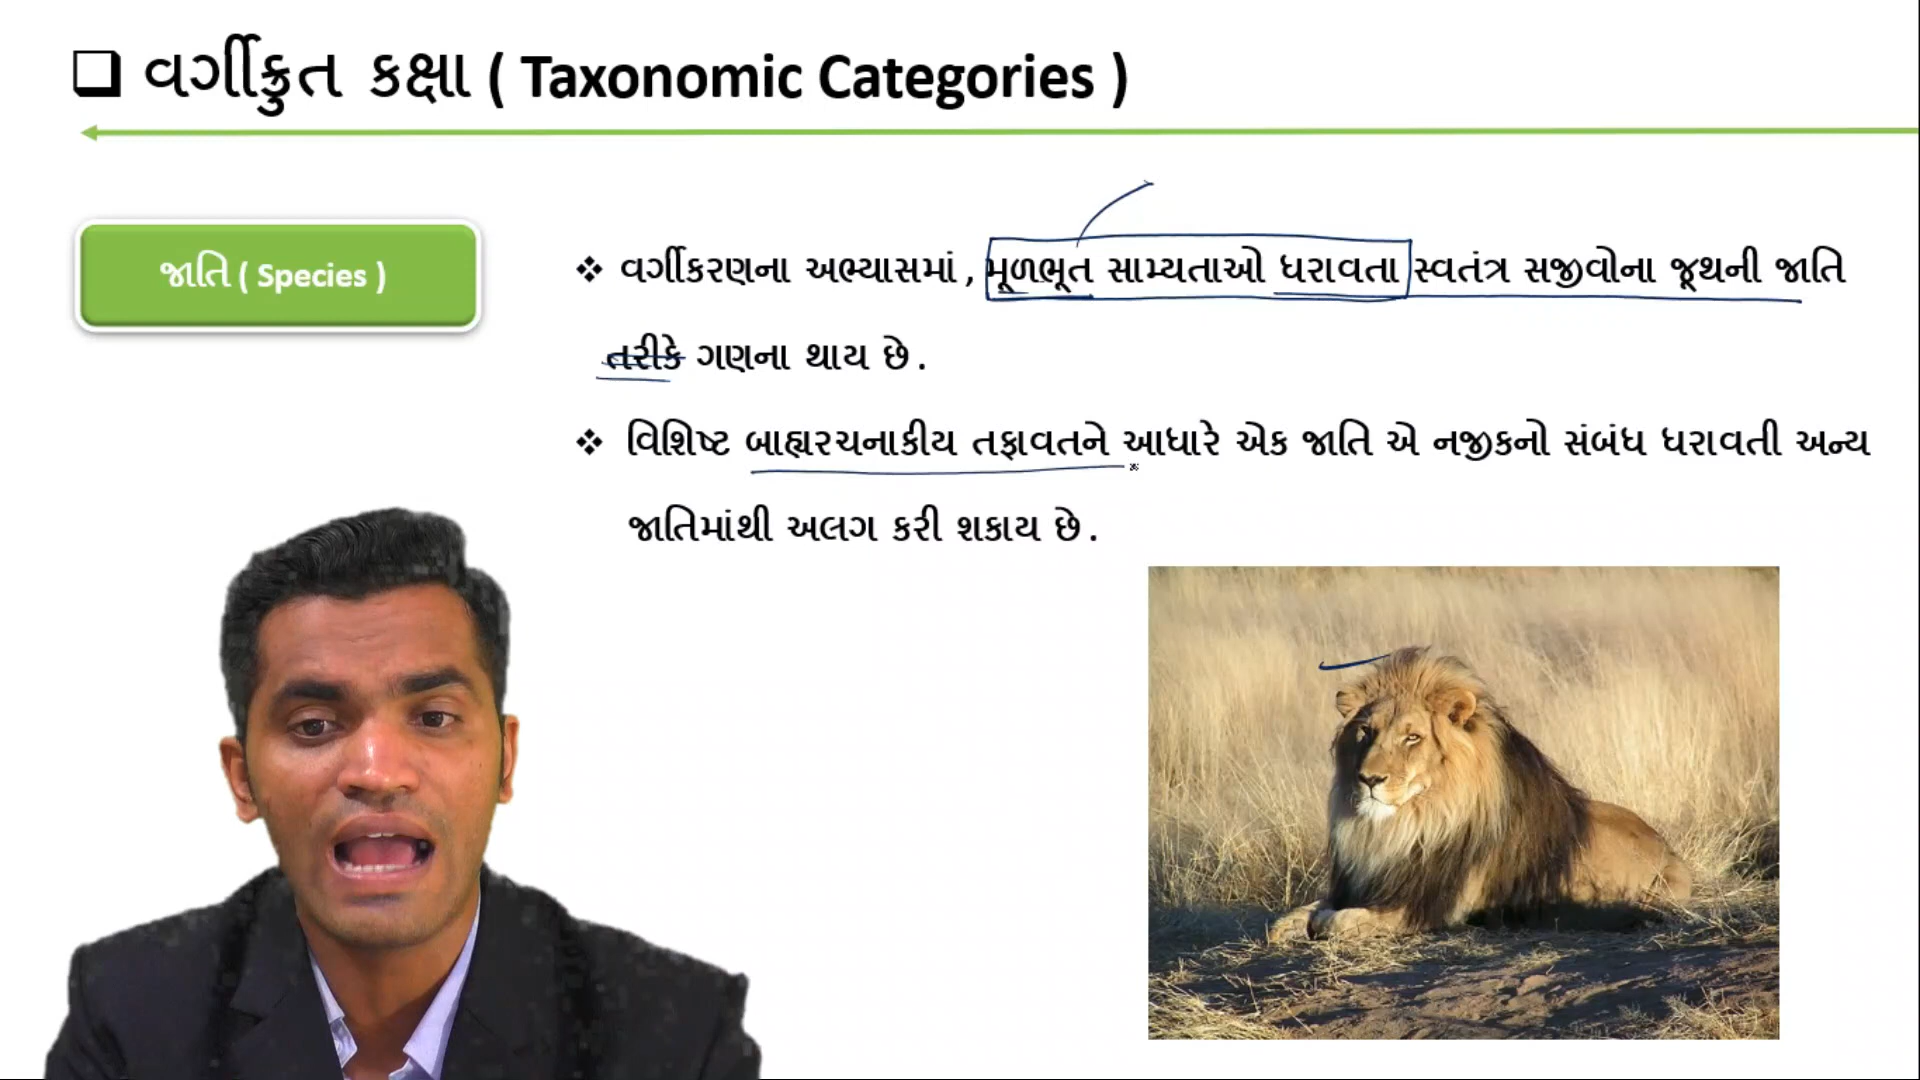 વર્ગીકૃત કક્ષા ( Taxonomic Categories )
જાતિ ( Species )
❖ વર્ગીકરણના અભ્યાસમાં, મૂળભૂત સામ્યતાઓ ધરાવતા સ્વતંત્ર સજીવોના જૂથની જાતિ
તરીકે ગણના થાય છે.
❖ વિશિષ્ટ બાહ્યરચનાકીય તફાવતને આધારે એક જાતિ એ નજીકનો સંબંધ ધરાવતી અન્ય
જાતિમાંથી અલગ કરી શકાય છે.